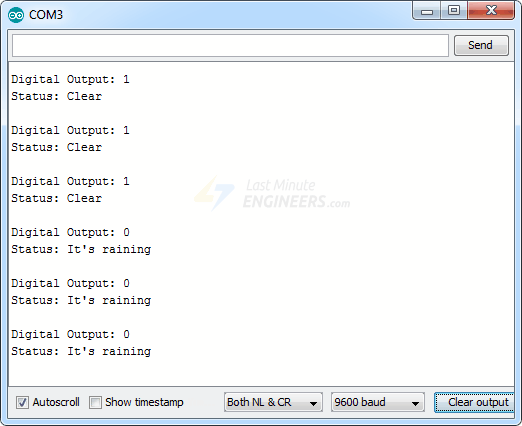 COM3
Send
Digital Output: 1
Status: Clear
Digital Output: 1
Status: Clear
Digital Output: 1
Status: Clear
Last Minute
ENGINEERS.com
Digital Output: 0
Status: It's raining
Digital Output: 0
Status: It's raining
Digital Output: 0
Status: It's raining
Autoscroll Show timestamp Both NL & CR 9600 baud Clear output